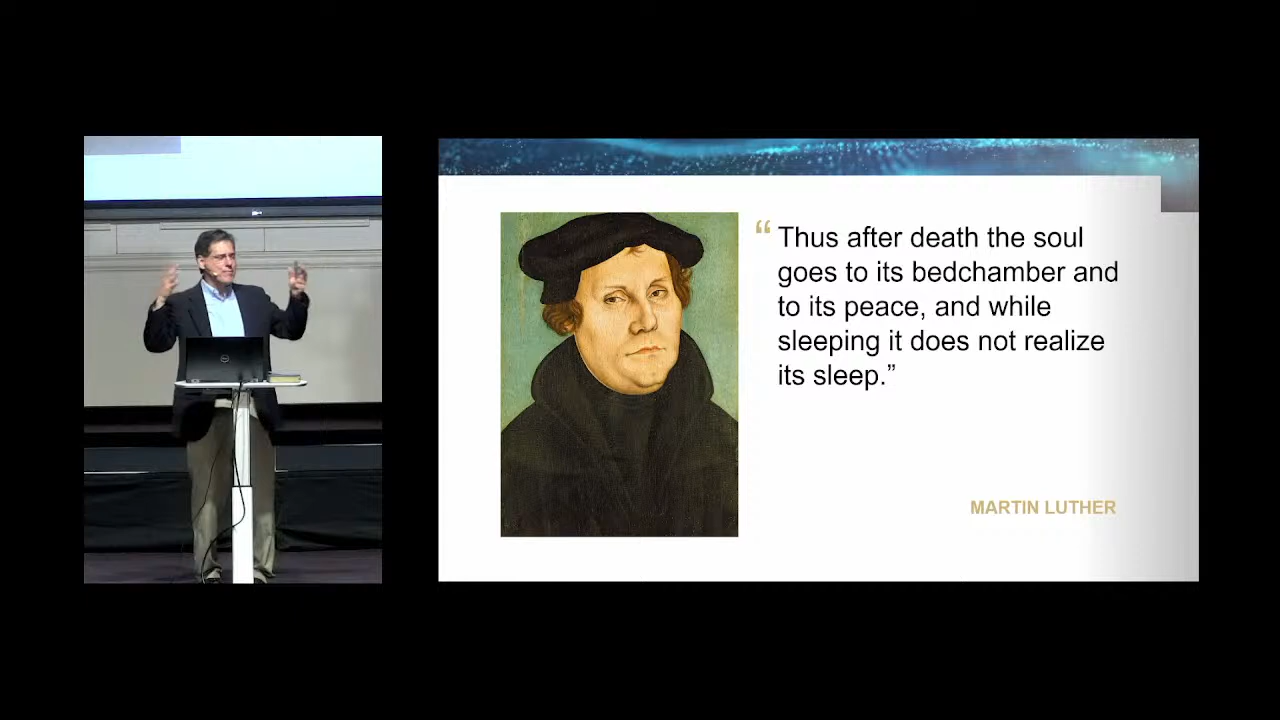 “ Thus after death the soul
goes to its bedchamber and
to its peace, and while
sleeping it does not realize
its sleep.”
MARTIN LUTHER